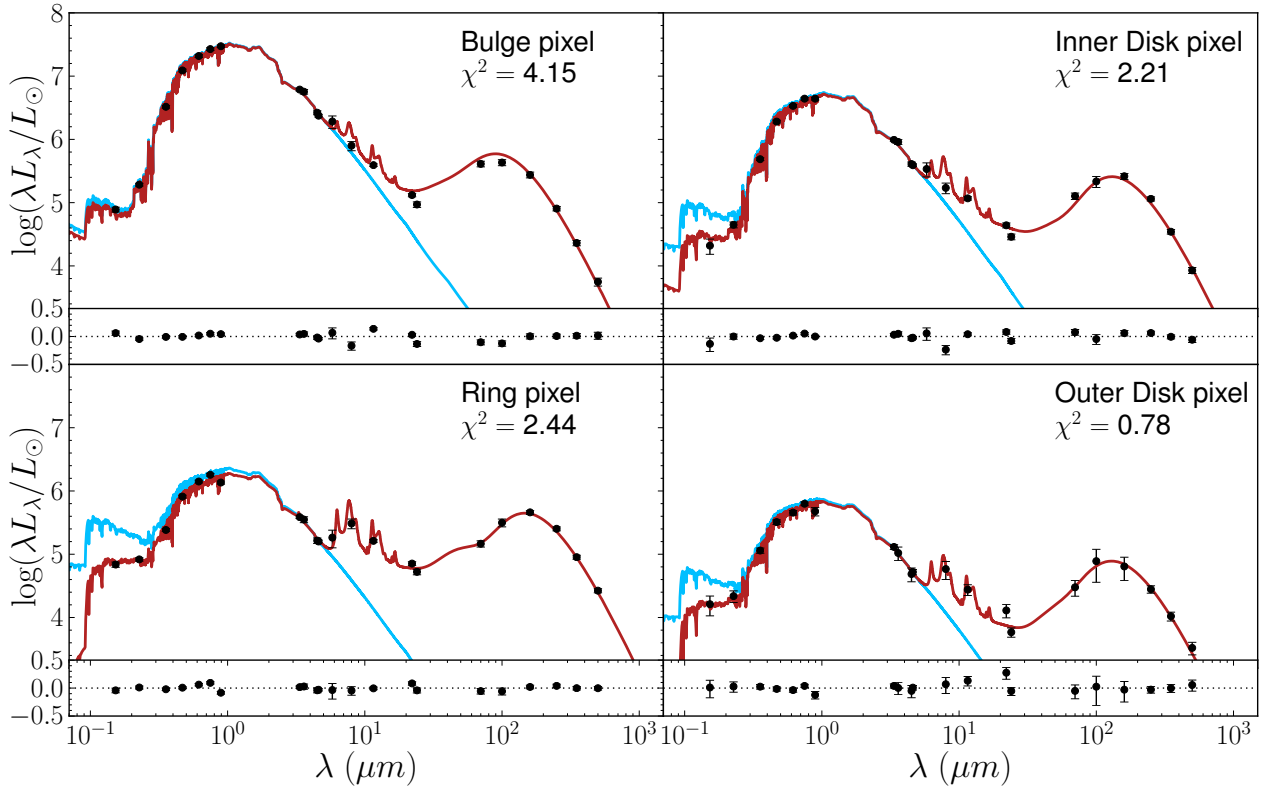 Bulge pixel
χ² = 4.15
Inner Disk pixel
χ² = 2.21
8
7
6
5
4
log(λL_λ/L_⊙)
0.5
0.0
−0.5
Ring pixel
χ² = 2.44
Outer Disk pixel
χ² = 0.78
7
6
5
4
log(λL_λ/L_⊙)
0.5
0.0
−0.5
10⁻¹ 10⁰ 10¹ 10² 10³ 10⁻¹ 10⁰ 10¹ 10² 10³
λ (μm) λ (μm)